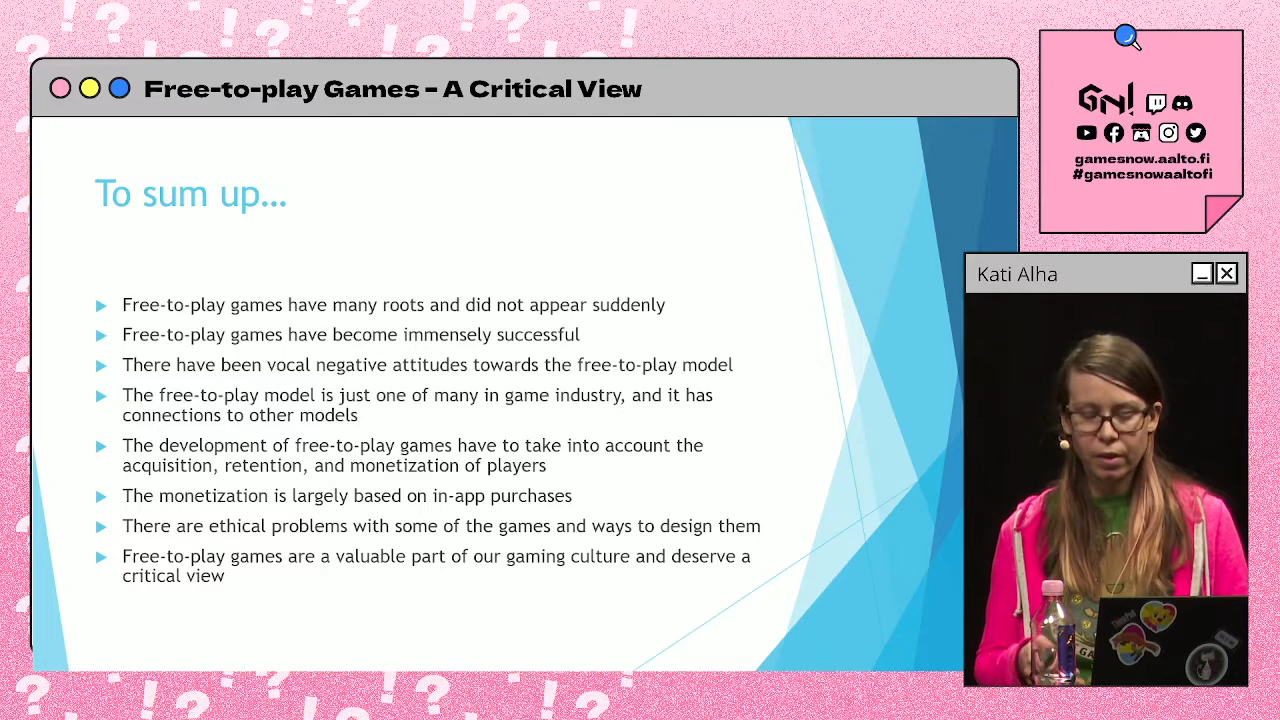 Free-to-play Games – A Critical View
GN!
gamesnow.aalto.fi
#gamesnowaaltofi
To sum up…
Kati Alha
Free-to-play games have many roots and did not appear suddenly
Free-to-play games have become immensely successful
There have been vocal negative attitudes towards the free-to-play model
The free-to-play model is just one of many in game industry, and it has
connections to other models
The development of free-to-play games have to take into account the
acquisition, retention, and monetization of players
The monetization is largely based on in-app purchases
There are ethical problems with some of the games and ways to design them
Free-to-play games are a valuable part of our gaming culture and deserve a
critical view